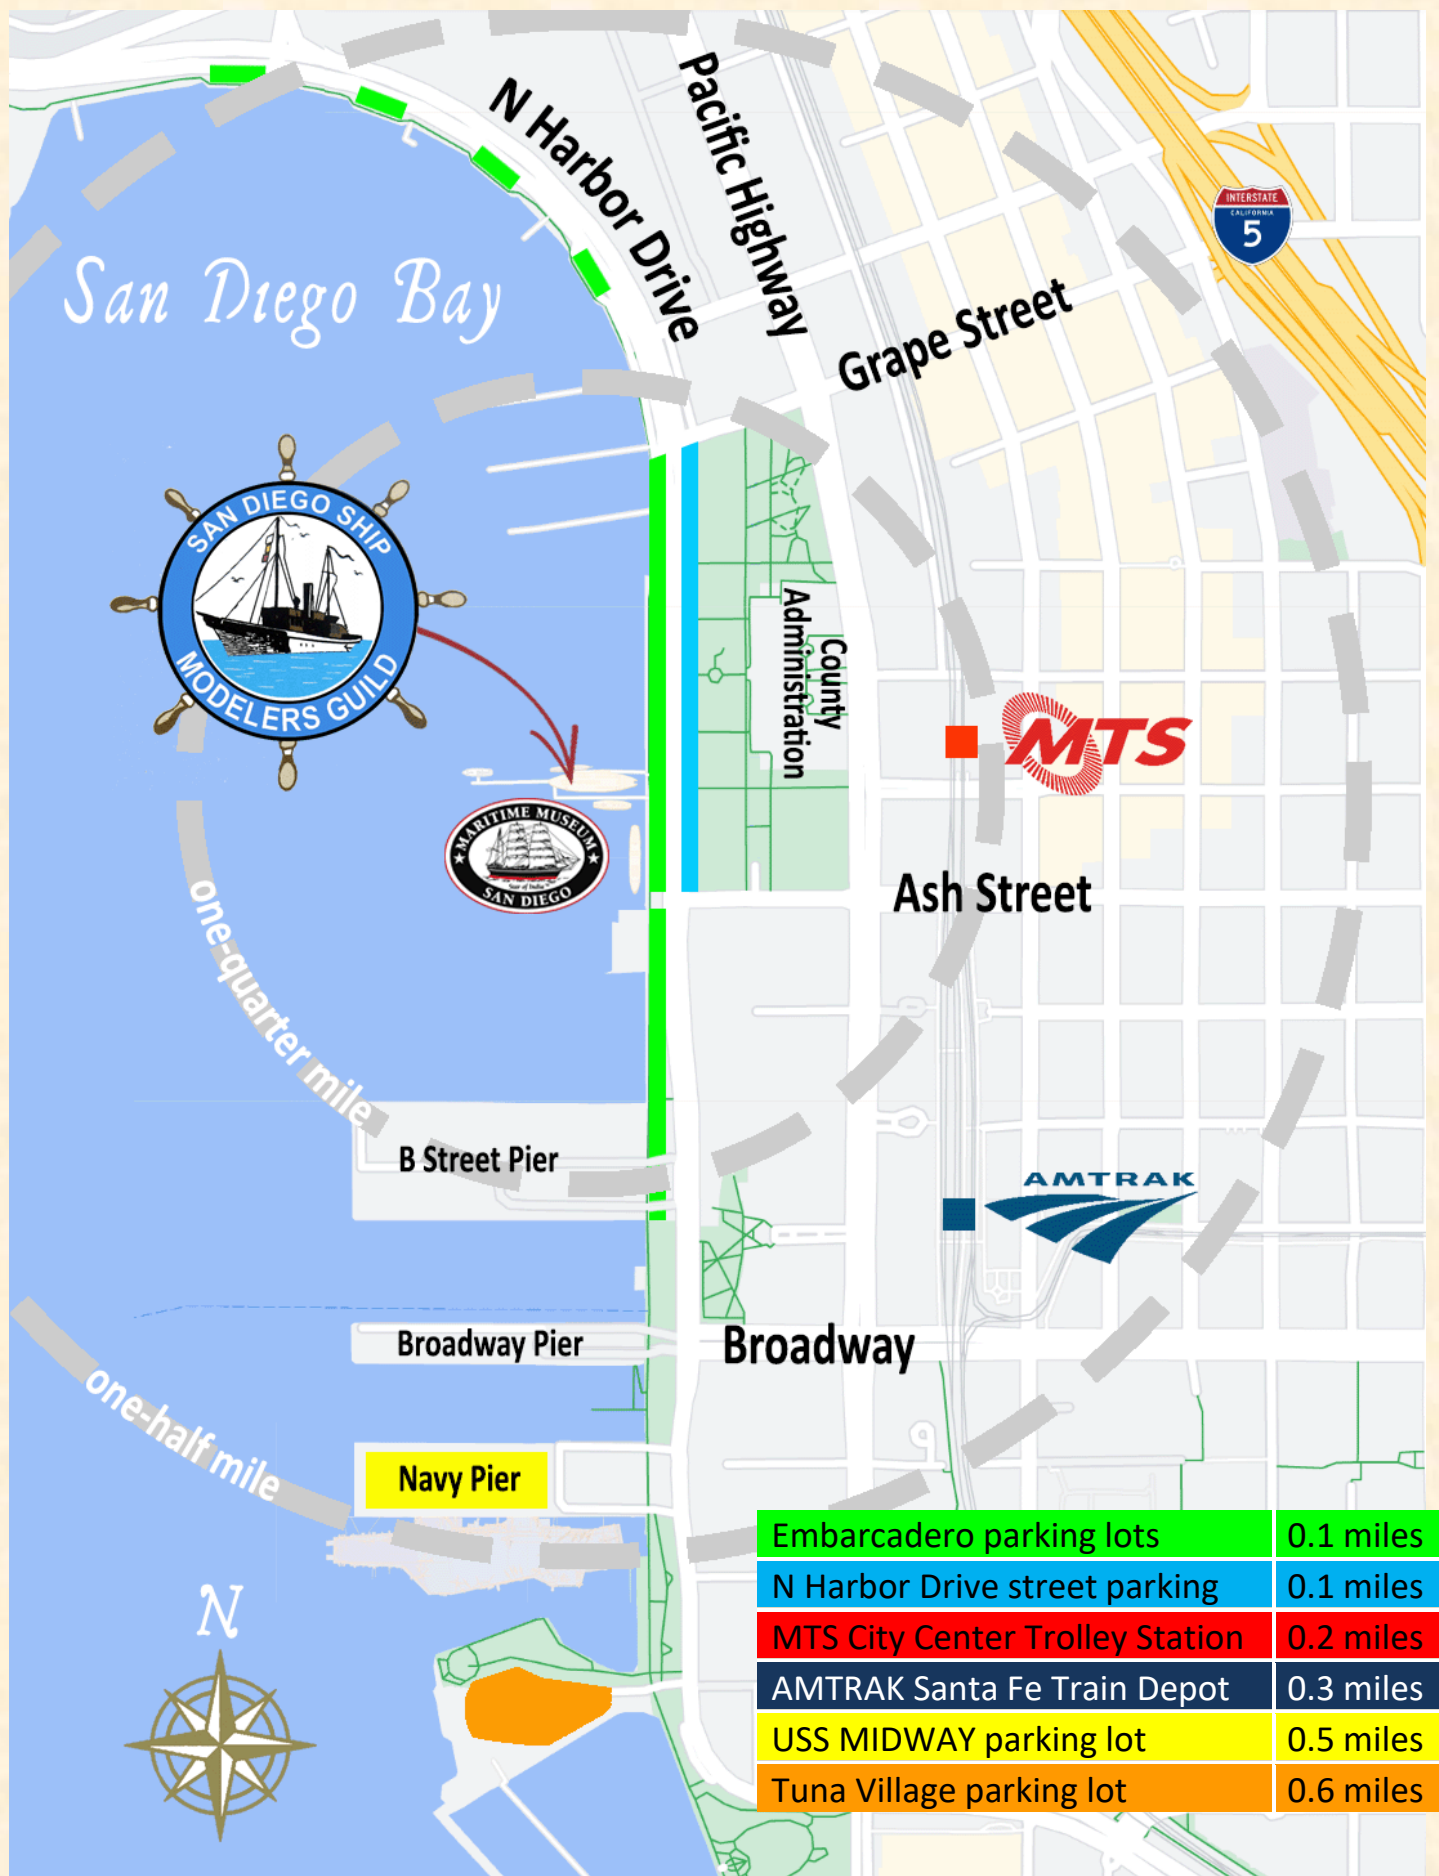 N Harbor Drive
Pacific Highway
INTERSTATE
CALIFORNIA
5
San Diego Bay
Grape Street
SAN DIEGO SHIP
MODELERS GUILD
County
Administration
MTS
MARITIME MUSEUM
Star of India
SAN DIEGO
Ash Street
one-quarter mile
B Street Pier
AMTRAK
Broadway Pier
Broadway
one-half mile
Navy Pier
Embarcadero parking lots 0.1 miles
N Harbor Drive street parking 0.1 miles
MTS City Center Trolley Station 0.2 miles
AMTRAK Santa Fe Train Depot 0.3 miles
USS MIDWAY parking lot 0.5 miles
Tuna Village parking lot 0.6 miles
N